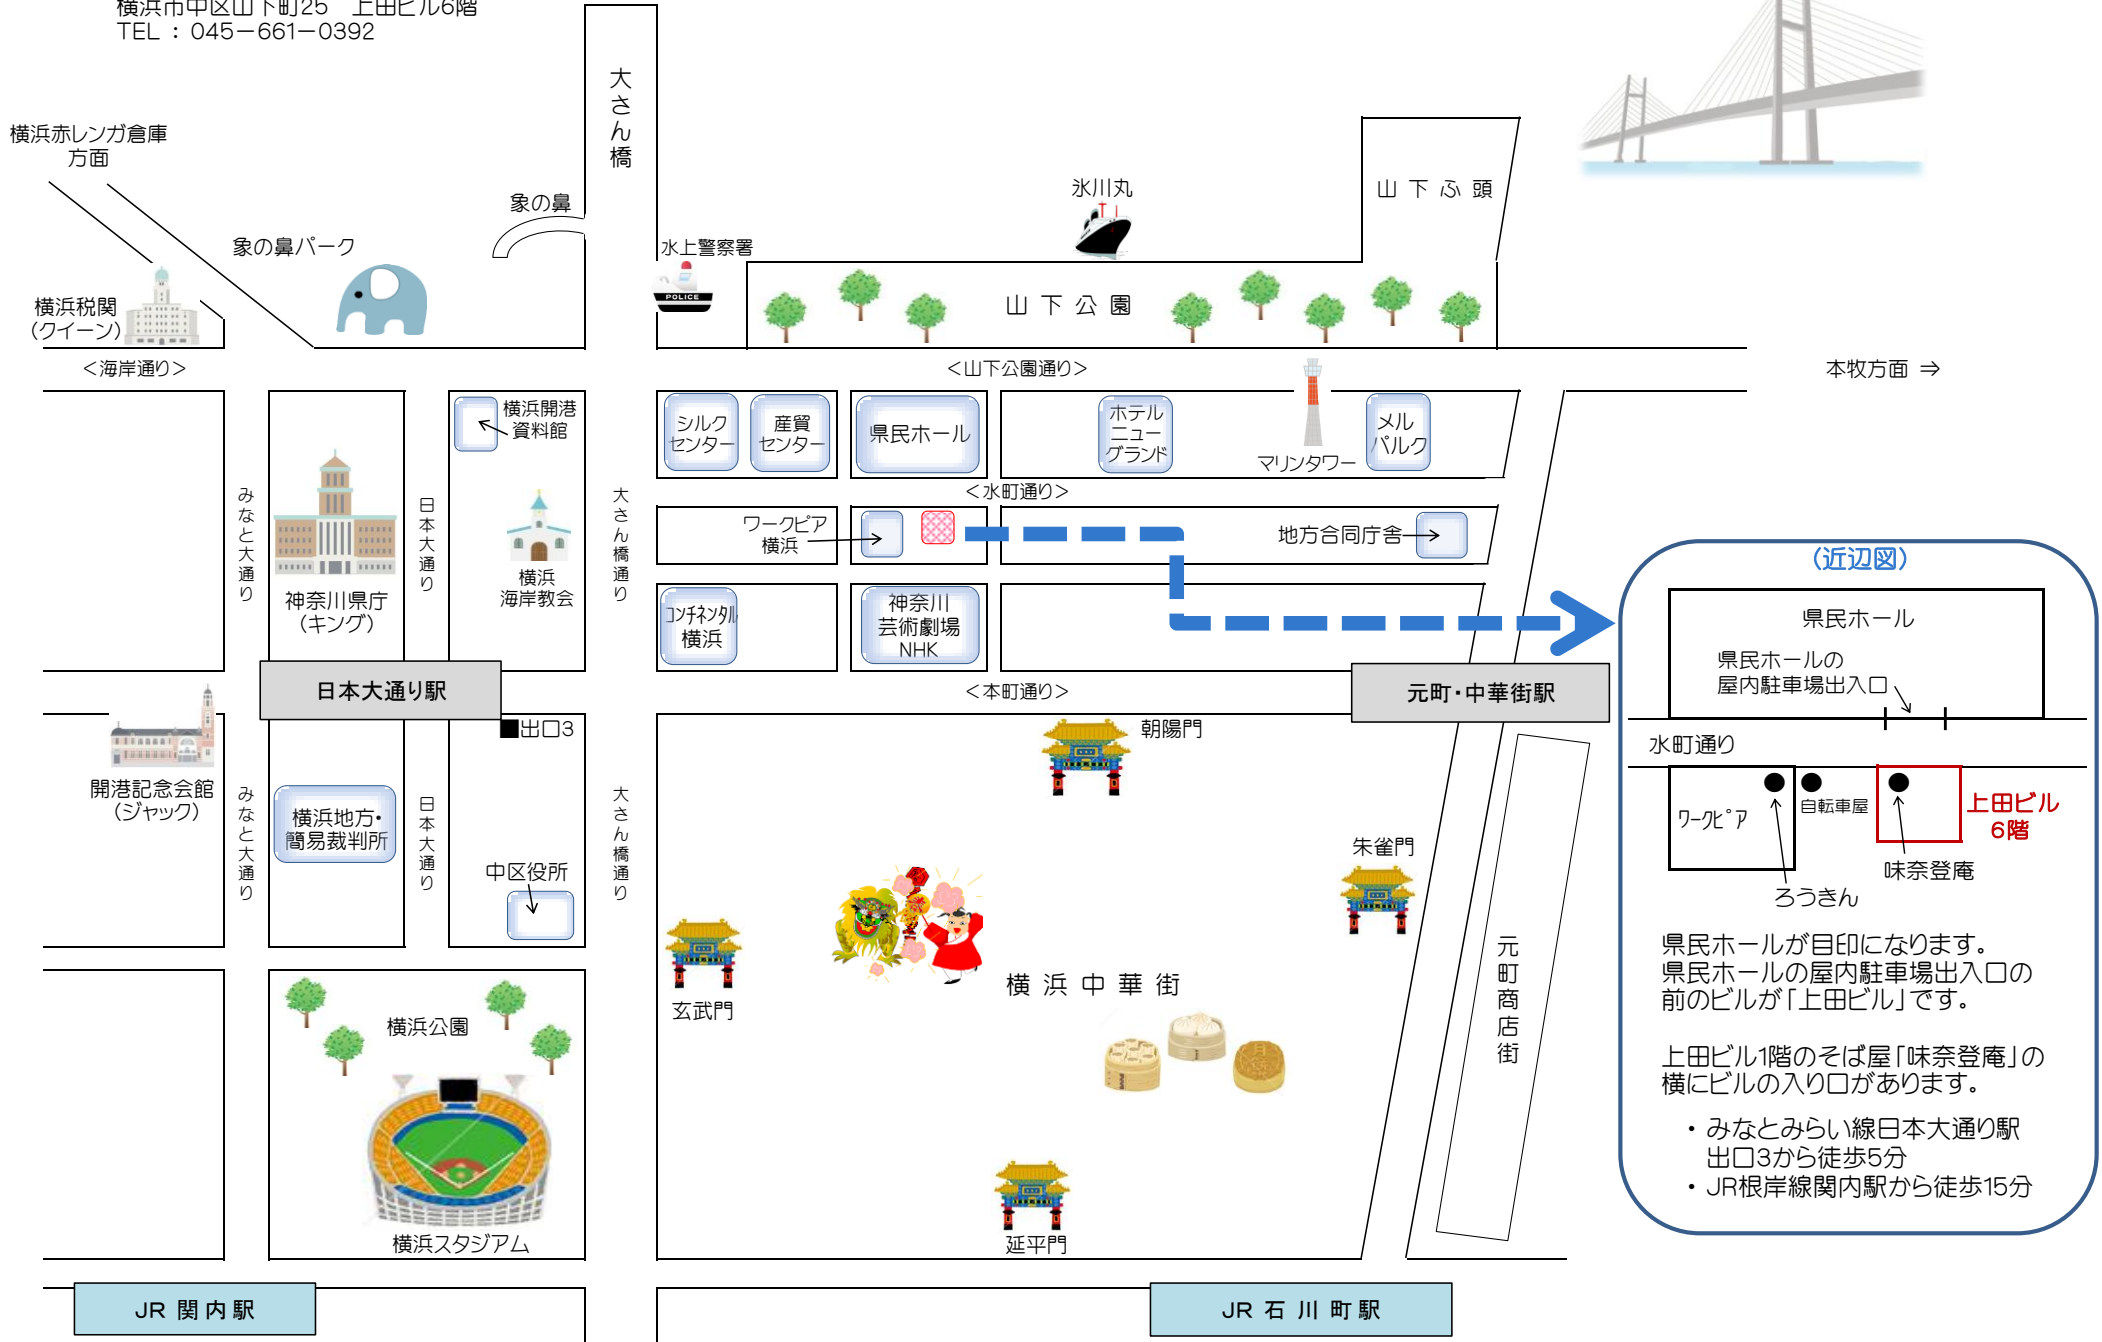 横浜市中区山下町25　上田ビル6階
TEL：045－661－0392
大さん橋
横浜赤レンガ倉庫
方面
象の鼻
象の鼻パーク
水上警察署
POLICE
氷川丸
山下ふ頭
横浜税関
(クイーン)
山下公園
＜海岸通り＞
＜山下公園通り＞
本牧方面 ⇒
横浜開港
資料館
シルク
センター
産貿
センター
県民ホール
ホテル
ニュー
グランド
マリンタワー
メル
パルク
＜水町通り＞
みなと大通り
日本大通り
大さん橋通り
ワークピア
横浜
地方合同庁舎
神奈川県庁
(キング)
横浜
海岸教会
コンチネンタル
横浜
神奈川
芸術劇場
NHK
日本大通り駅
＜本町通り＞
元町・中華街駅
■出口3
朝陽門
開港記念会館
(ジャック)
みなと大通り
横浜地方・
簡易裁判所
日本大通り
大さん橋通り
中区役所
朱雀門
玄武門
横浜中華街
元町商店街
横浜公園
横浜スタジアム
延平門
JR 関内駅
JR 石川町駅
(近辺図)
県民ホール
県民ホールの
屋内駐車場出入口
水町通り
ワークピア
自転車屋
上田ビル
6階
味奈登庵
ろうきん
県民ホールが目印になります。
県民ホールの屋内駐車場出入口の
前のビルが「上田ビル」です。
上田ビル1階のそば屋「味奈登庵」の
横にビルの入り口があります。
・みなとみらい線日本大通り駅
出口3から徒歩5分
・JR根岸線関内駅から徒歩15分